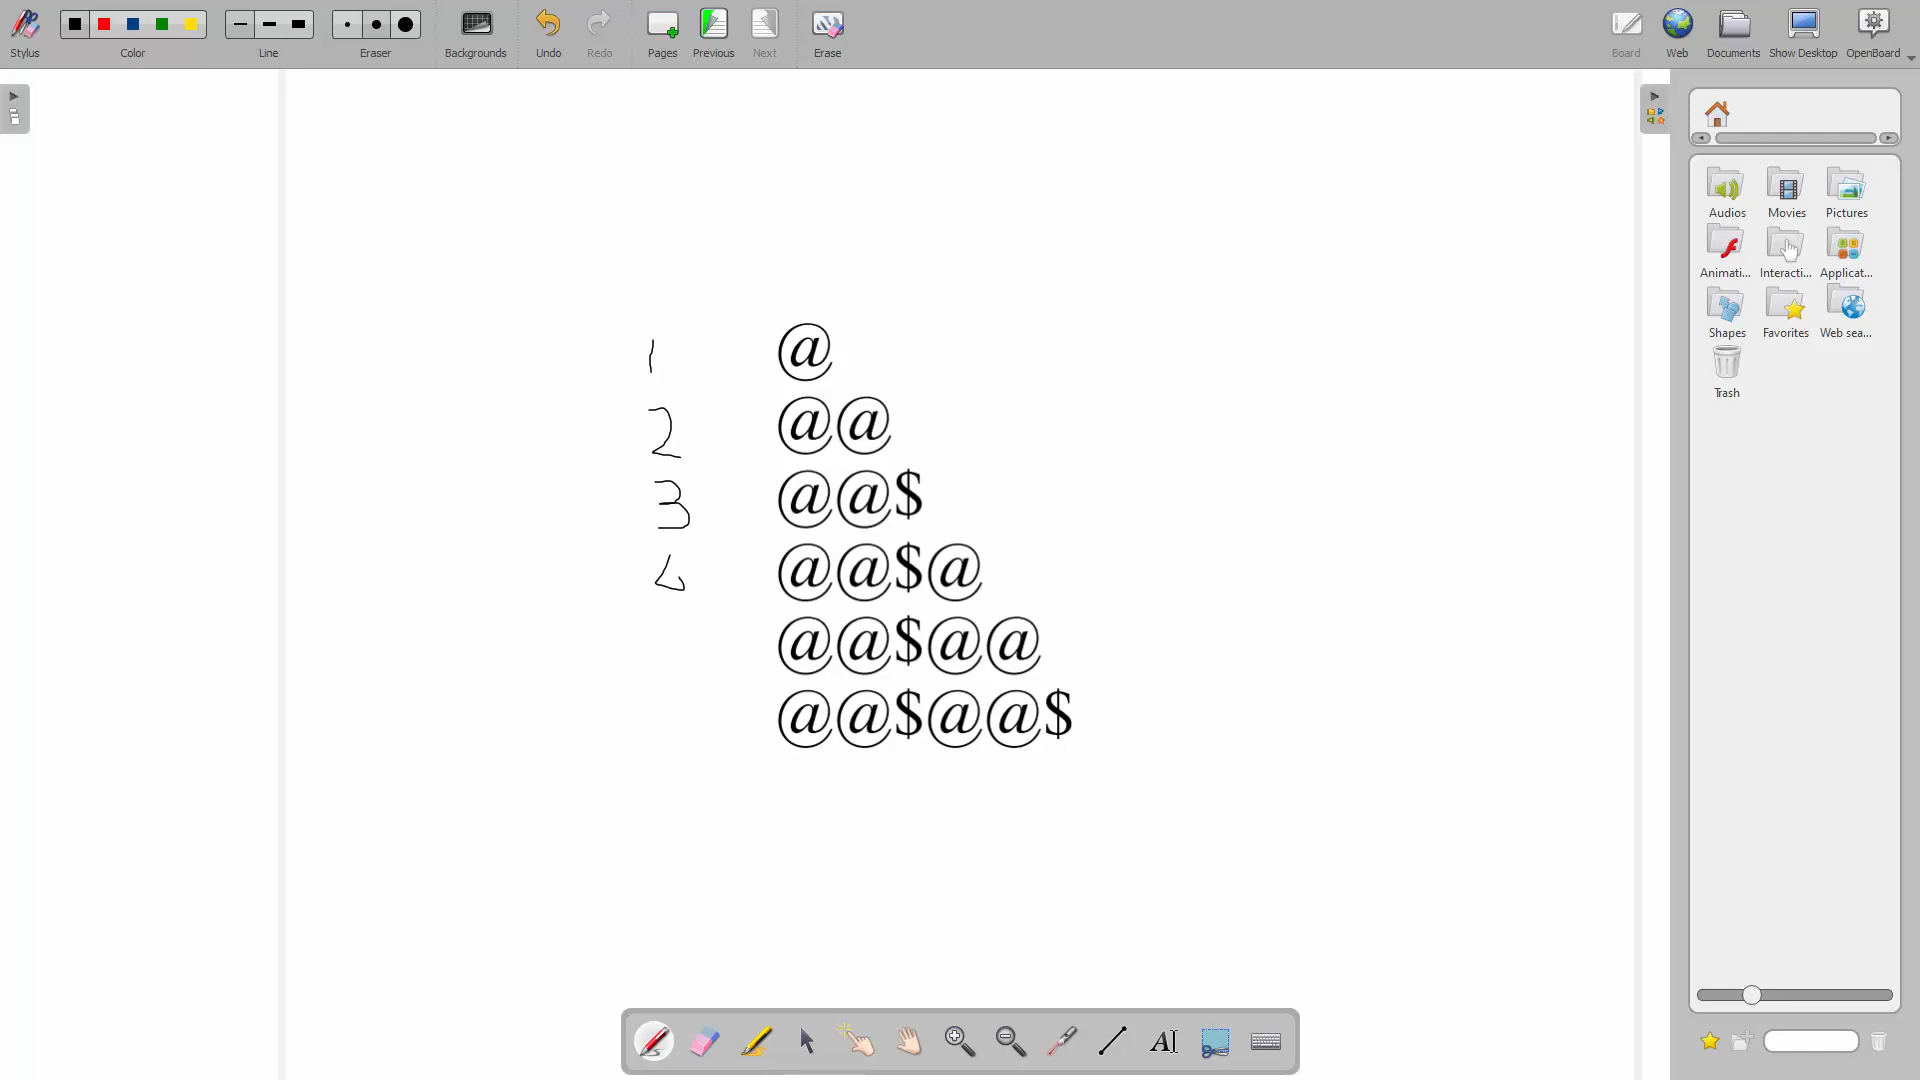 Stylus
Color
Line
Eraser
Backgrounds
Undo
Redo
Pages
Previous
Next
Erase
Board
Web
Documents
Show Desktop
OpenBoard
Audios
Movies
Pictures
Animati...
Interacti...
Applicat...
Shapes
Favorites
Web sea...
Trash
1 @
2 @@
3 @@$
4 @@$@
@@$@@
@@$@@$